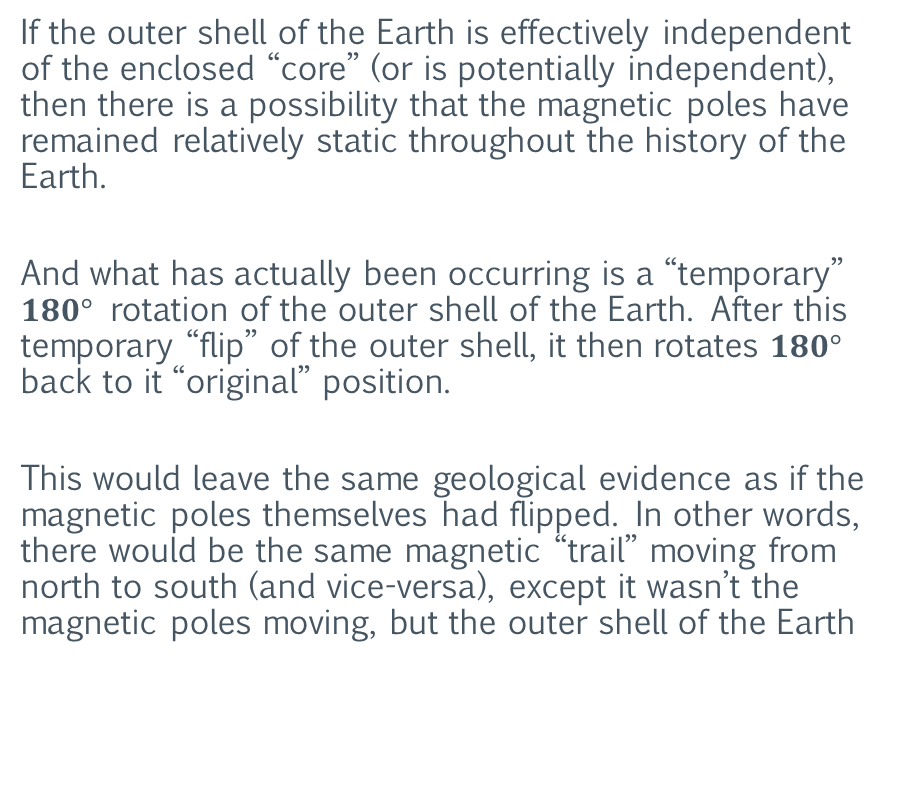 If the outer shell of the Earth is effectively independent
of the enclosed “core” (or is potentially independent),
then there is a possibility that the magnetic poles have
remained relatively static throughout the history of the
Earth.
And what has actually been occurring is a “temporary”
180° rotation of the outer shell of the Earth. After this
temporary “flip” of the outer shell, it then rotates 180°
back to it “original” position.
This would leave the same geological evidence as if the
magnetic poles themselves had flipped. In other words,
there would be the same magnetic “trail” moving from
north to south (and vice-versa), except it wasn’t the
magnetic poles moving, but the outer shell of the Earth